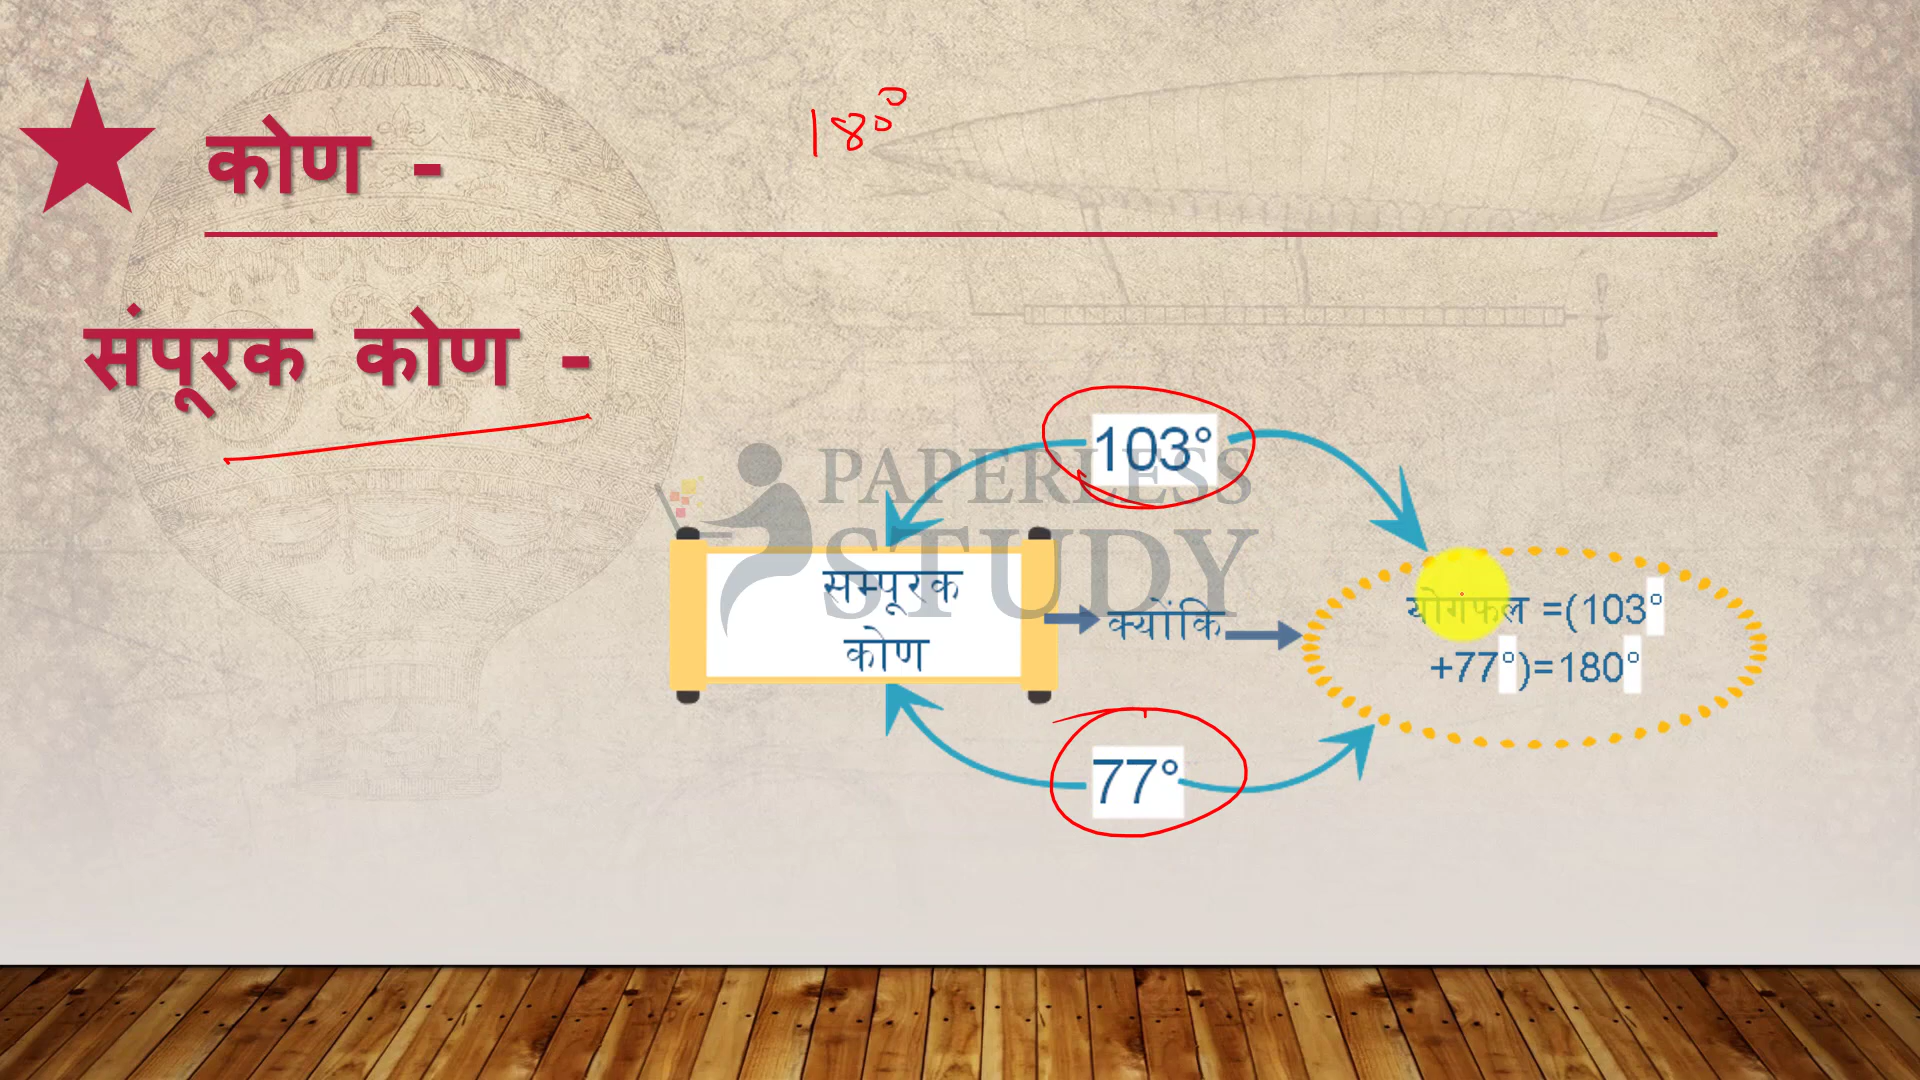 180°
कोण -
संपूरक कोण -
103°
PAPERLESS
STUDY
सम्पूरक
कोण
क्योंकि
योगफल =(103°
+77°)=180°
77°